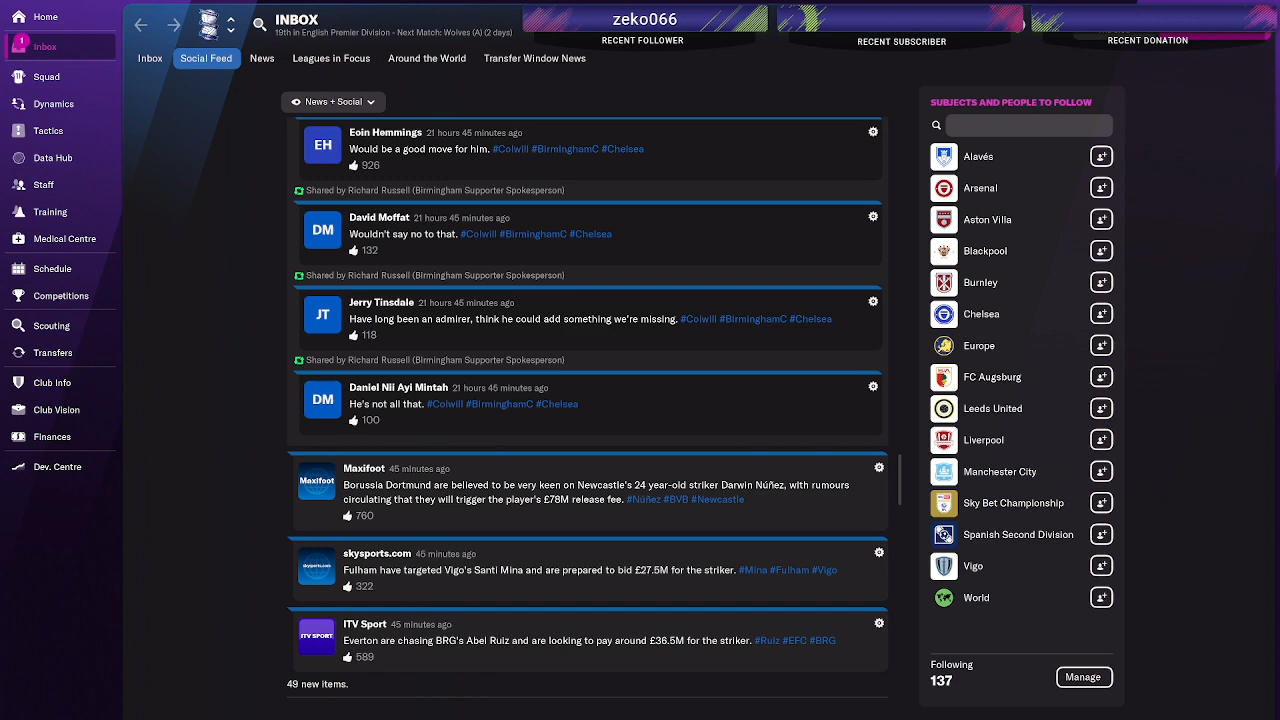 Home
1
Inbox
Squad
Dynamics
Tactics
Data Hub
Staff
Training
Medical Centre
Schedule
Competitions
Scouting
Transfers
Club Info
Club Vision
Finances
Dev. Centre
INBOX
19th in English Premier Division - Next Match: Wolves (A) (2 days)
zeko066
RECENT FOLLOWER
RECENT SUBSCRIBER
RECENT DONATION
Inbox
Social Feed
News
Leagues in Focus
Around the World
Transfer Window News
News + Social
EH
Eoin Hemmings 21 hours 45 minutes ago
Would be a good move for him. #Colwill #BirminghamC #Chelsea
926
Shared by Richard Russell (Birmingham Supporter Spokesperson)
DM
David Moffat 21 hours 45 minutes ago
Wouldn't say no to that. #Colwill #BirminghamC #Chelsea
132
Shared by Richard Russell (Birmingham Supporter Spokesperson)
JT
Jerry Tinsdale 21 hours 45 minutes ago
Have long been an admirer, think he could add something we're missing. #Colwill #BirminghamC #Chelsea
118
Shared by Richard Russell (Birmingham Supporter Spokesperson)
DM
Daniel Nii Ayi Mintah 21 hours 45 minutes ago
He's not all that. #Colwill #BirminghamC #Chelsea
100
Maxifoot
Maxifoot 45 minutes ago
Borussia Dortmund are believed to be very keen on Newcastle's 24 year-old striker Darwin Núñez, with rumours
circulating that they will trigger the player's £78M release fee. #Núñez #BVB #Newcastle
760
skysports.com
skysports.com 45 minutes ago
Fulham have targeted Vigo's Santi Mina and are prepared to bid £27.5M for the striker. #Mina #Fulham #Vigo
322
ITV SPORT
ITV Sport 45 minutes ago
Everton are chasing BRG's Abel Ruiz and are looking to pay around £36.5M for the striker. #Ruiz #EFC #BRG
589
49 new items.
SUBJECTS AND PEOPLE TO FOLLOW
Alavés
Arsenal
Aston Villa
Blackpool
Burnley
Chelsea
Europe
FC Augsburg
Leeds United
Liverpool
Manchester City
Sky Bet Championship
Spanish Second Division
Vigo
World
Following
137
Manage